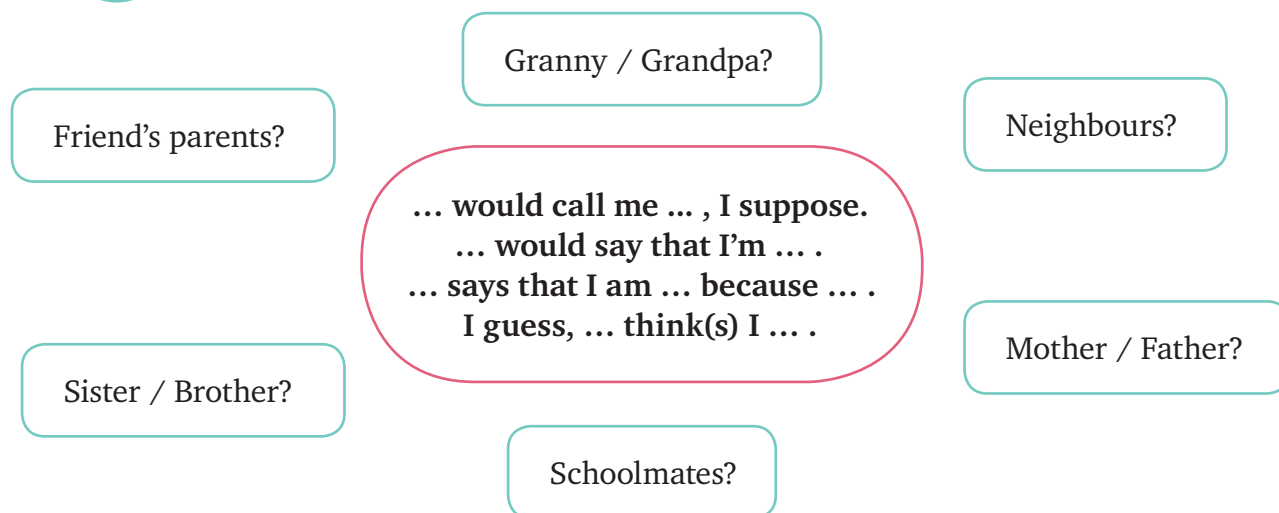 Granny / Grandpa?
Friend’s parents?
Neighbours?
… would call me ... , I suppose.
… would say that I’m … .
… says that I am … because … .
I guess, … think(s) I … .
Mother / Father?
Sister / Brother?
Schoolmates?